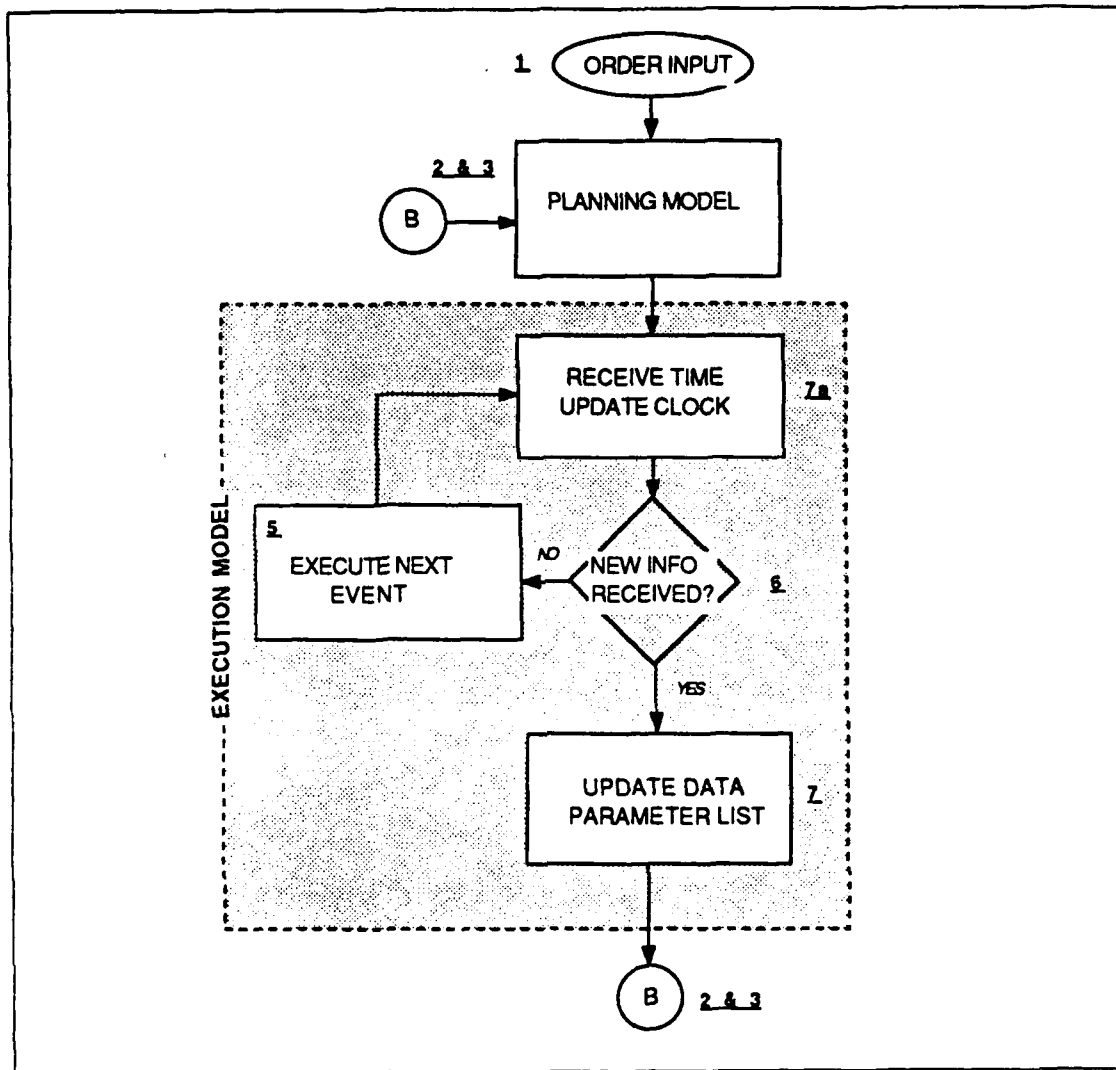 1 ORDER INPUT
2 & 3
B
PLANNING MODEL
RECEIVE TIME
UPDATE CLOCK
7a
EXECUTION MODEL
5
EXECUTE NEXT
EVENT
NO
NEW INFO
RECEIVED?
6
YES
UPDATE DATA
PARAMETER LIST
7
B 2 & 3